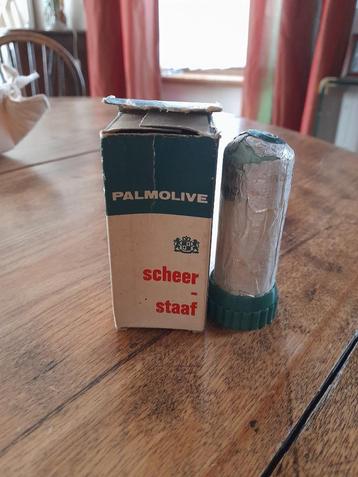 PALMOLIVE
scheer
-
staaf